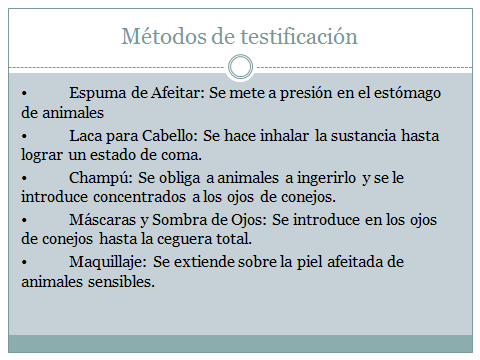 Métodos de testificación
• Espuma de Afeitar: Se mete a presión en el estómago
de animales
• Laca para Cabello: Se hace inhalar la sustancia hasta
lograr un estado de coma.
• Champú: Se obliga a animales a ingerirlo y se le
introduce concentrados a los ojos de conejos.
• Máscaras y Sombra de Ojos: Se introduce en los ojos
de conejos hasta la ceguera total.
• Maquillaje: Se extiende sobre la piel afeitada de
animales sensibles.